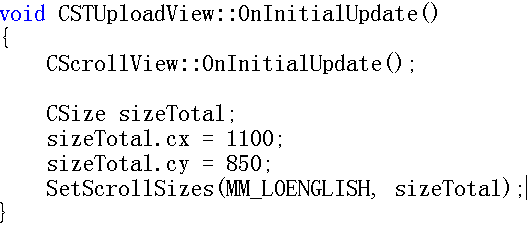 void CSTUploadView::OnInitialUpdate()
{
    CScrollView::OnInitialUpdate();

    CSize sizeTotal;
    sizeTotal.cx = 1100;
    sizeTotal.cy = 850;
    SetScrollSizes(MM_LOENGLISH, sizeTotal);
}